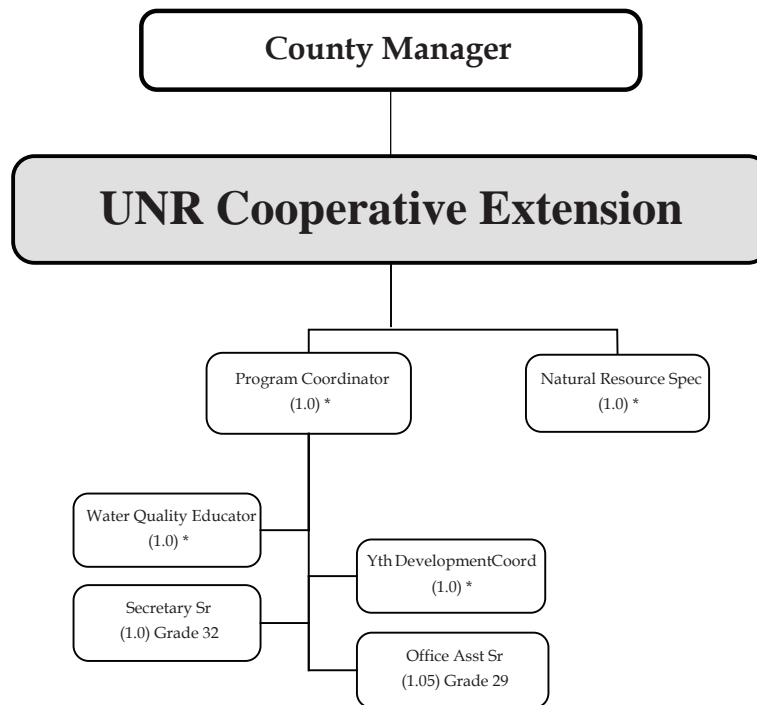 County Manager
UNR Cooperative Extension
Program Coordinator
(1.0) *
Natural Resource Spec
(1.0) *
Water Quality Educator
(1.0) *
Yth DevelopmentCoord
(1.0) *
Secretary Sr
(1.0) Grade 32
Office Asst Sr
(1.05) Grade 29